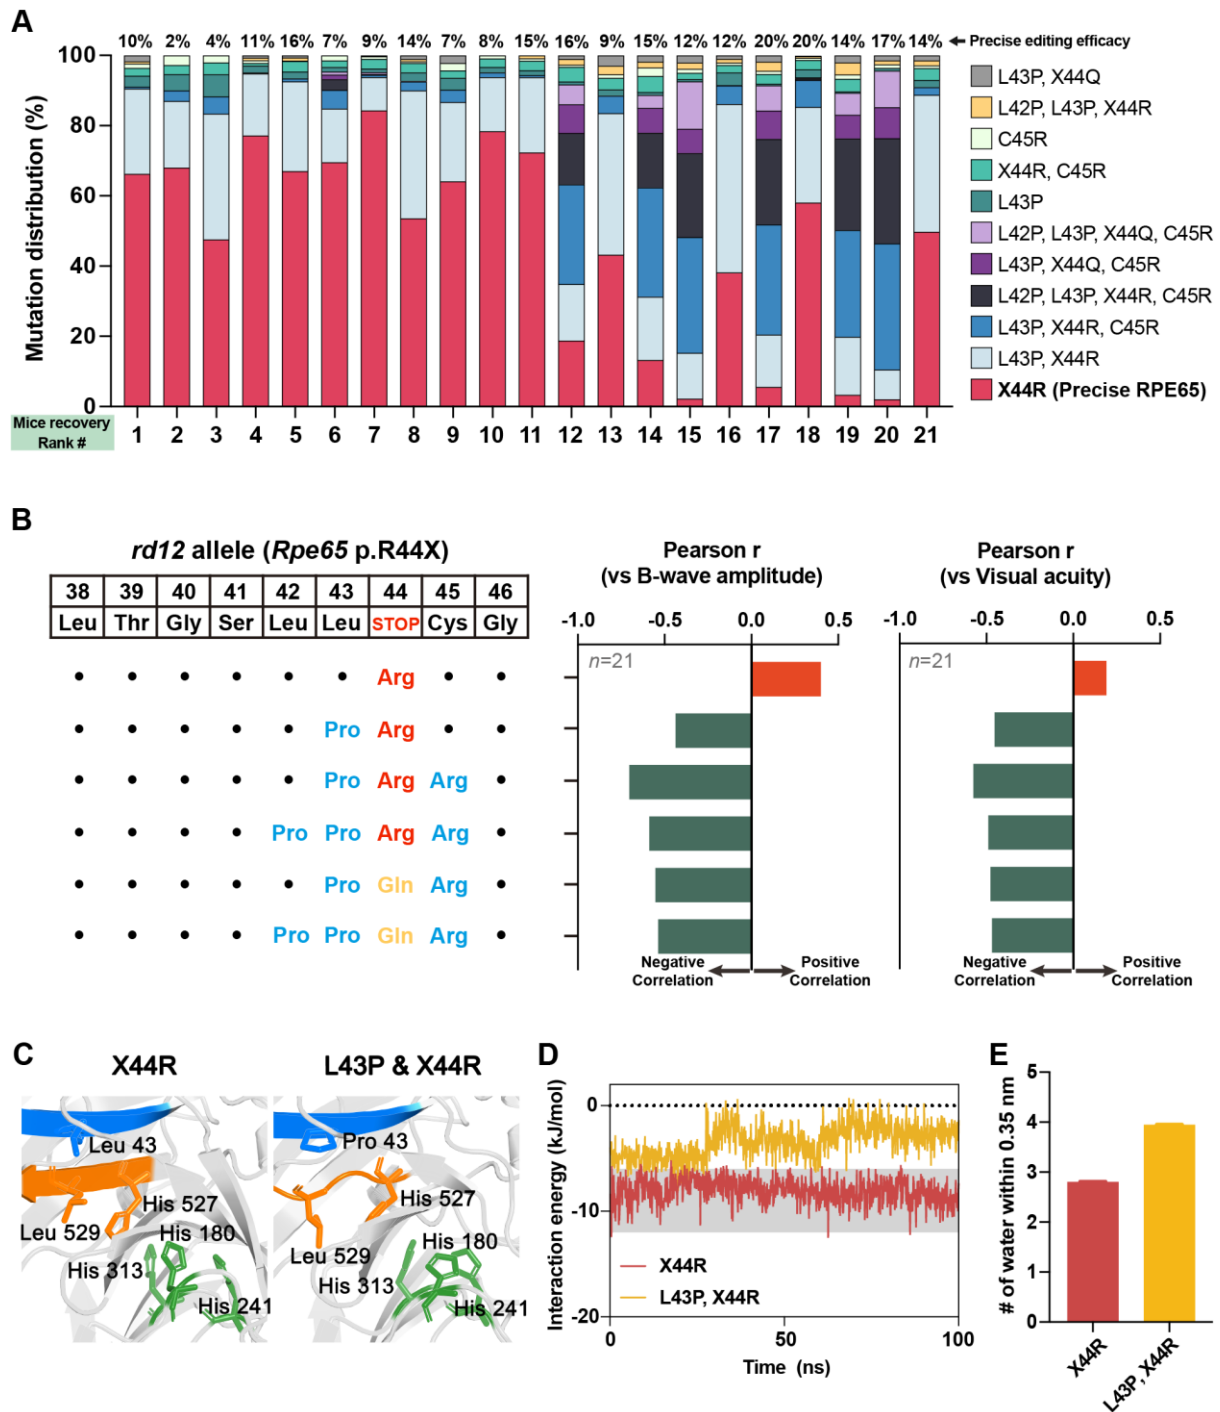 A
10% 2% 4% 11% 16% 7% 9% 14% 7% 8% 15% 16% 9% 15% 12% 12% 20% 20% 14% 17% 14%
Precise editing efficacy
Mutation distribution (%)
100
80
60
40
20
0
L43P, X44Q
L42P, L43P, X44R
C45R
X44R, C45R
L43P
L42P, L43P, X44Q, C45R
L43P, X44Q, C45R
L42P, L43P, X44R, C45R
L43P, X44R, C45R
L43P, X44R
X44R (Precise RPE65)
Mice recovery
Rank #
1 2 3 4 5 6 7 8 9 10 11 12 13 14 15 16 17 18 19 20 21
B
rd12 allele (Rpe65 p.R44X)
38 39 40 41 42 43 44 45 46
Leu Thr Gly Ser Leu Leu STOP Cys Gly
• • • • • • Arg • •
• • • • • Pro Arg • •
• • • • • Pro Arg Arg •
• • • • Pro Pro Arg Arg •
• • • • • Pro Gln Arg •
• • • • Pro Pro Gln Arg •
Pearson r
(vs B-wave amplitude)
-1.0 -0.5 0.0 0.5
n=21
Negative
Correlation
Positive
Correlation
Pearson r
(vs Visual acuity)
-1.0 -0.5 0.0 0.5
n=21
Negative
Correlation
Positive
Correlation
C
X44R
Leu 43
His 527
Leu 529
His 180
His 313
His 241
L43P & X44R
Pro 43
His 527
Leu 529
His 180
His 313
His 241
D
Interaction energy (kJ/mol)
0
-10
-20
X44R
L43P, X44R
0 50 100
Time (ns)
E
# of water within 0.35 nm
5
4
3
2
1
0
X44R
L43P, X44R